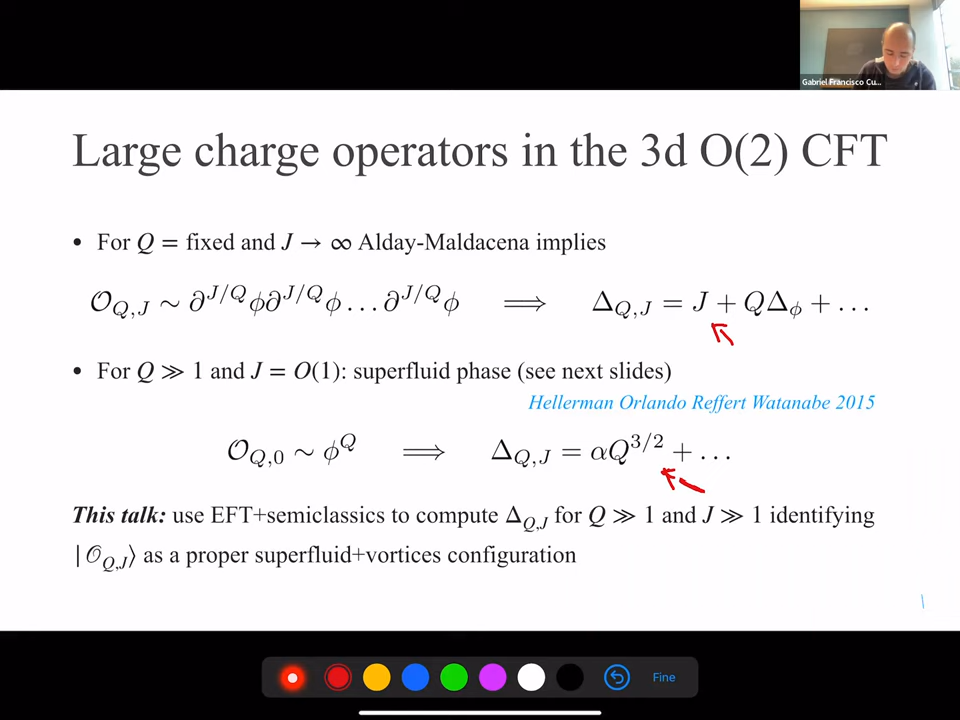 Gabriel Francisco Cu...
Large charge operators in the 3d O(2) CFT
• For Q = fixed and J → ∞ Alday-Maldacena implies
𝒪_{Q,J} ∼ ∂^{J/Q}ϕ∂^{J/Q}ϕ . . . ∂^{J/Q}ϕ ⟹ Δ_{Q,J} = J + QΔ_ϕ + . . .
• For Q ≫ 1 and J = O(1): superfluid phase (see next slides)
Hellerman Orlando Reffert Watanabe 2015
𝒪_{Q,0} ∼ ϕ^Q ⟹ Δ_{Q,J} = αQ^{3/2} + . . .
This talk: use EFT+semiclassics to compute Δ_{Q,J} for Q ≫ 1 and J ≫ 1 identifying
|𝒪_{Q,J}⟩ as a proper superfluid+vortices configuration
Fine